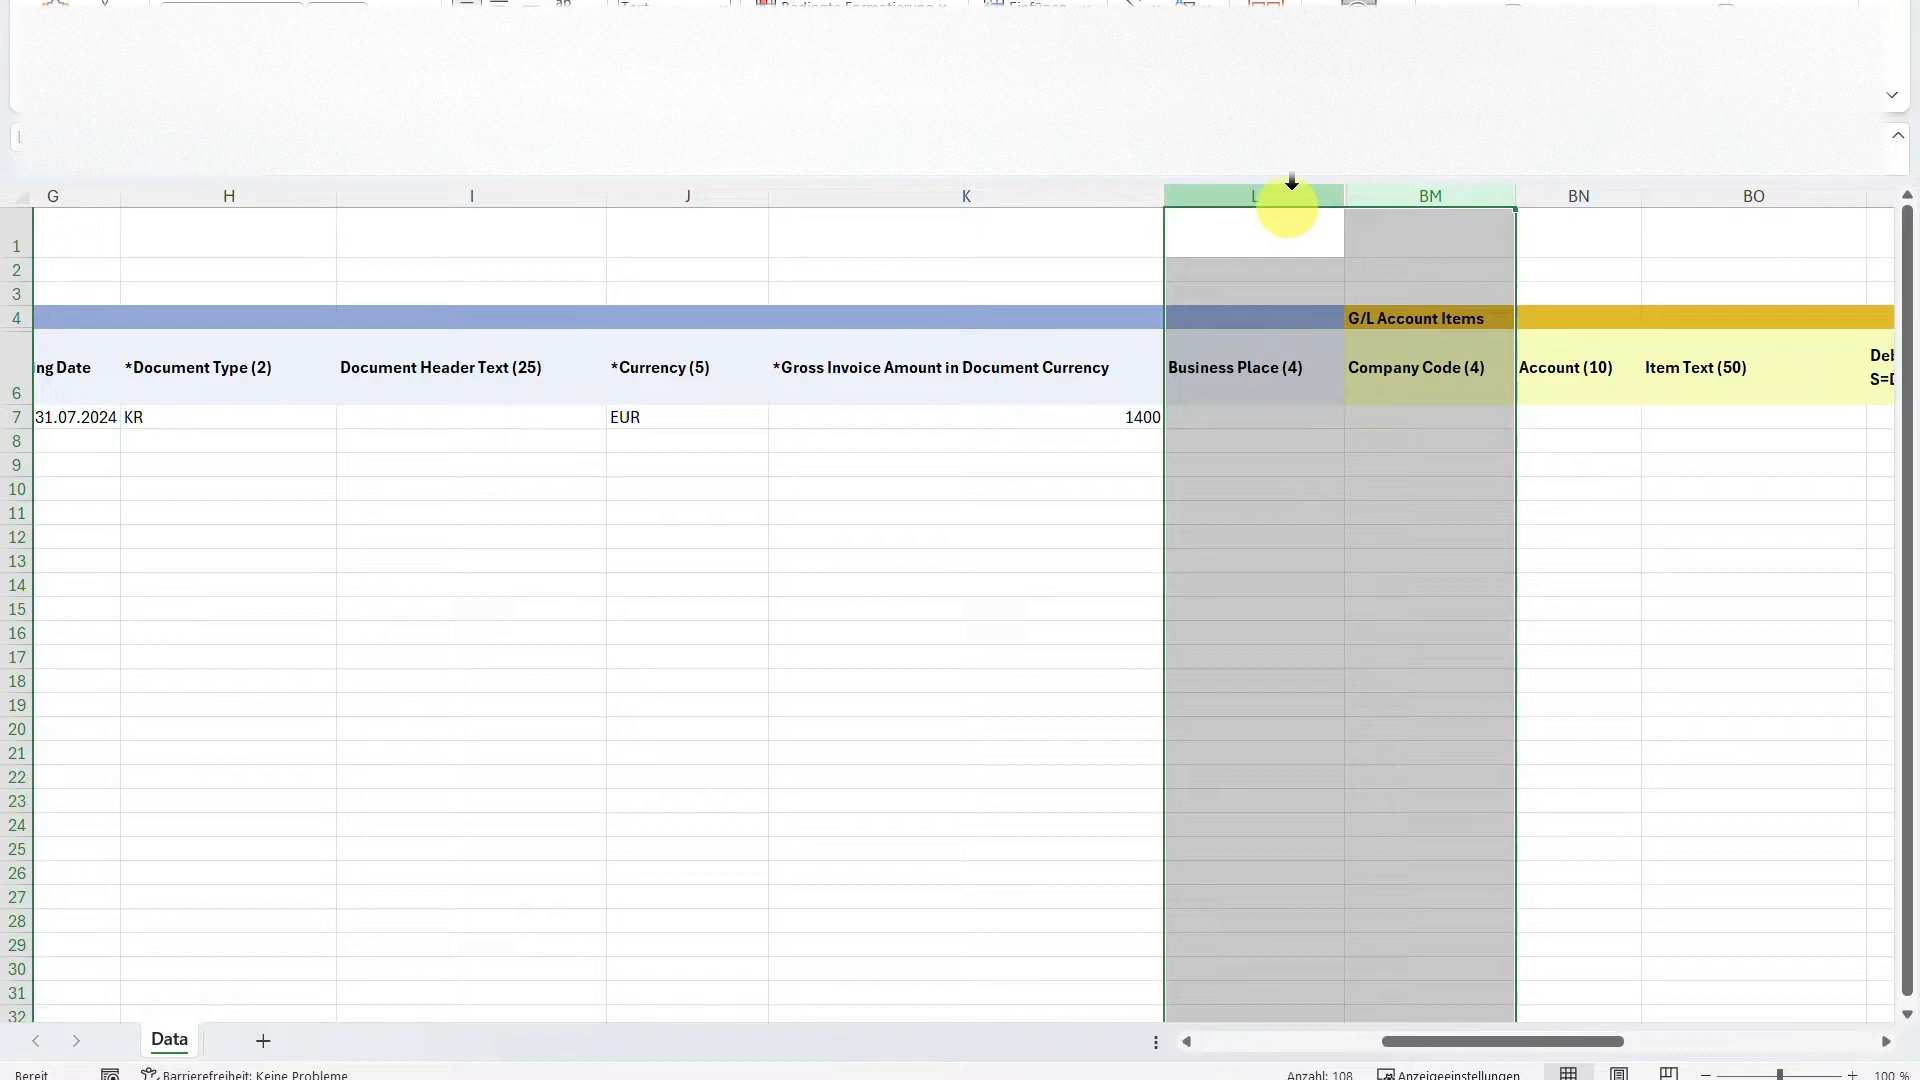 Text
Bedingte Formatierung
Einfügen
L
G H I J K L BM BN BO
1
2
3
4 G/L Account Items
6 ng Date *Document Type (2) Document Header Text (25) *Currency (5) *Gross Invoice Amount in Document Currency Business Place (4) Company Code (4) Account (10) Item Text (50) Deb
S=D
7 31.07.2024 KR EUR 1400
8
9
10
11
12
13
14
15
16
17
18
19
20
21
22
23
24
25
26
27
28
29
30
31
32
Data
Bereit Barrierefreiheit: Keine Probleme Anzahl: 108 Anzeigeeinstellungen 100 %